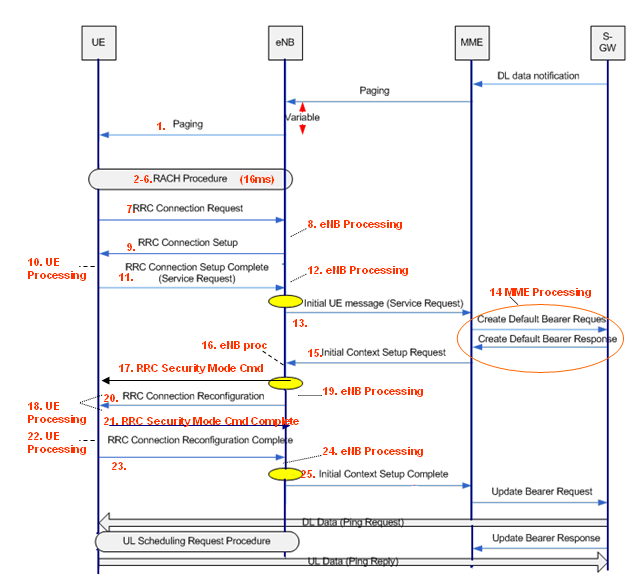 UE
eNB
MME
S-
GW
DL data notification
Paging
Variable
1. Paging
2-6. RACH Procedure (16ms)
7. RRC Connection Request
8. eNB Processing
9. RRC Connection Setup
10. UE
Processing
RRC Connection Setup Complete
(Service Request)
11.
12. eNB Processing
14 MME Processing
Initial UE message (Service Request)
13.
Create Default Bearer Request
Create Default Bearer Response
16. eNB proc
15. Initial Context Setup Request
17. RRC Security Mode Cmd
19. eNB Processing
20. RRC Connection Reconfiguration
18. UE
Processing
21. RRC Security Mode Cmd Complete
22. UE
Processing
RRC Connection Reconfiguration Complete
23.
24. eNB Processing
25. Initial Context Setup Complete
Update Bearer Request
DL Data (Ping Request)
UL Scheduling Request Procedure
Update Bearer Response
UL Data (Ping Reply)